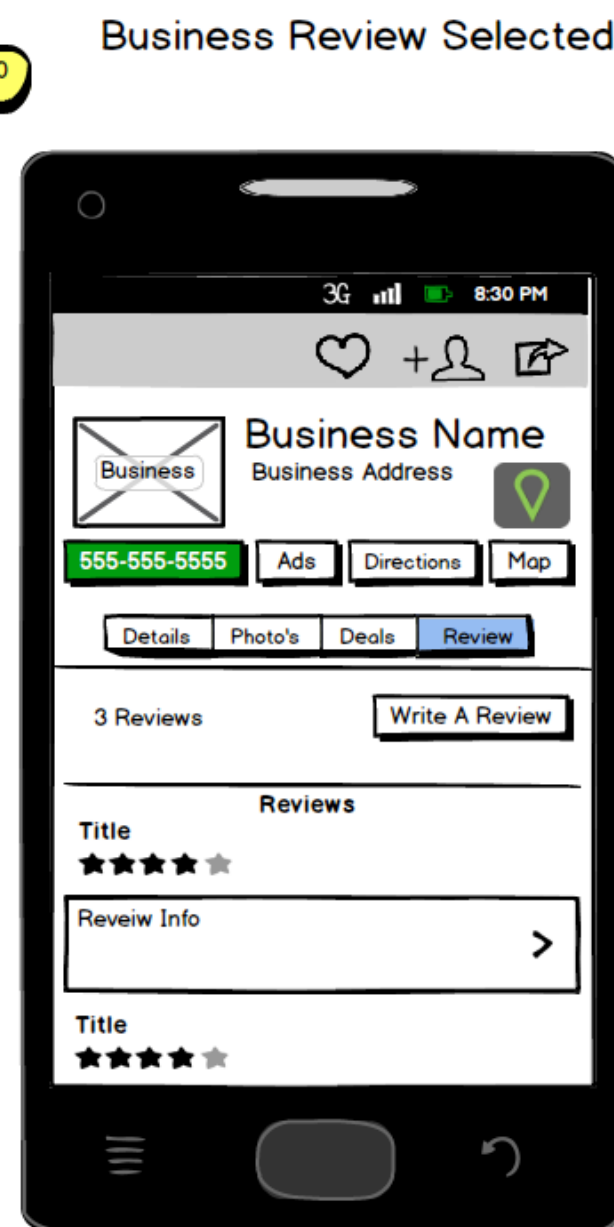 Business Review Selected
0
3G 8:30 PM
Business Name
Business
Business Address
555-555-5555 Ads Directions Map
Details Photo's Deals Review
3 Reviews Write A Review
Reviews
Title
Reveiw Info
Title